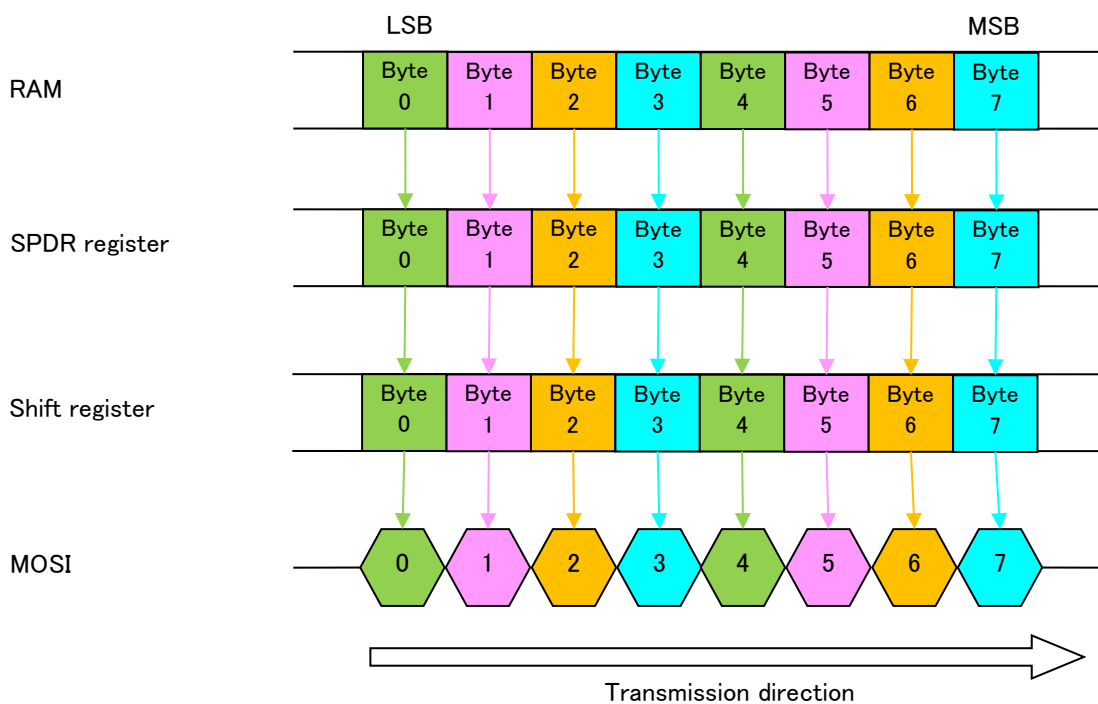 LSB MSB
RAM
Byte Byte Byte Byte Byte Byte Byte Byte
0 1 2 3 4 5 6 7
SPDR register
Byte Byte Byte Byte Byte Byte Byte Byte
0 1 2 3 4 5 6 7
Shift register
Byte Byte Byte Byte Byte Byte Byte Byte
0 1 2 3 4 5 6 7
MOSI 0 1 2 3 4 5 6 7
Transmission direction